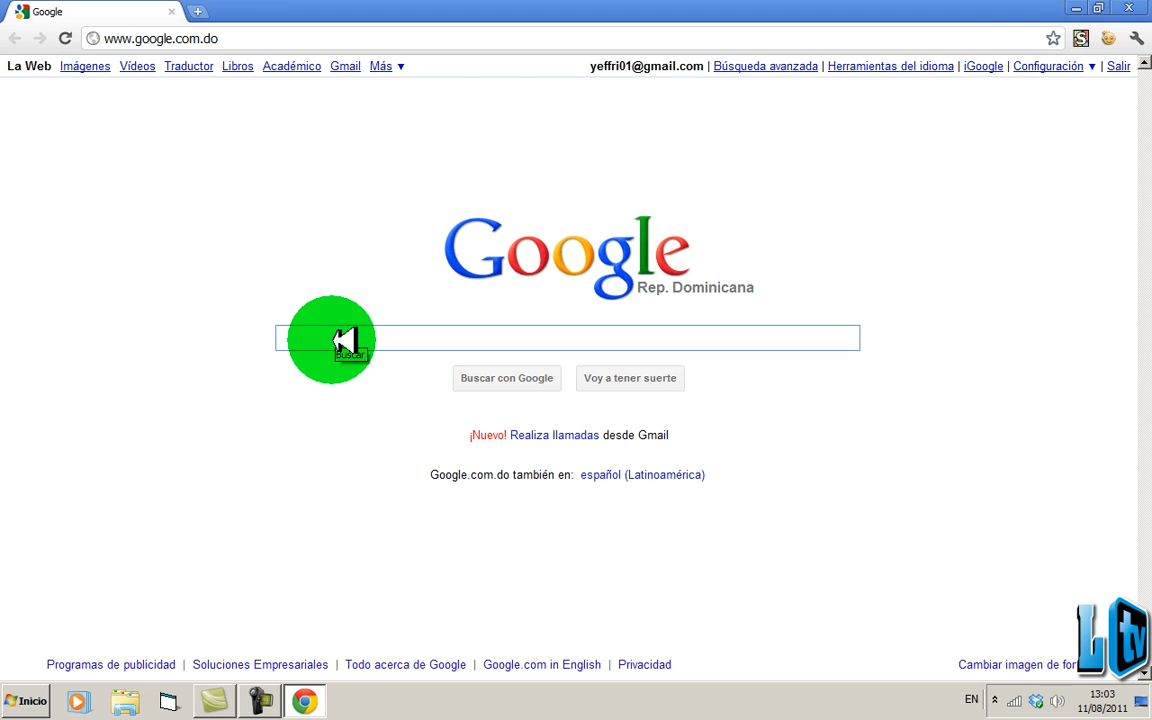 Google
www.google.com.do
La Web Imágenes Vídeos Traductor Libros Académico Gmail Más ▼ yeffri01@gmail.com | Búsqueda avanzada | Herramientas del idioma | iGoogle | Configuración ▼ | Salir
Google
Rep. Dominicana
Buscar
Buscar con Google Voy a tener suerte
¡Nuevo! Realiza llamadas desde Gmail
Google.com.do también en: español (Latinoamérica)
Programas de publicidad | Soluciones Empresariales | Todo acerca de Google | Google.com in English | Privacidad Cambiar imagen de
L tv
Inicio EN 13:03
11/08/2011